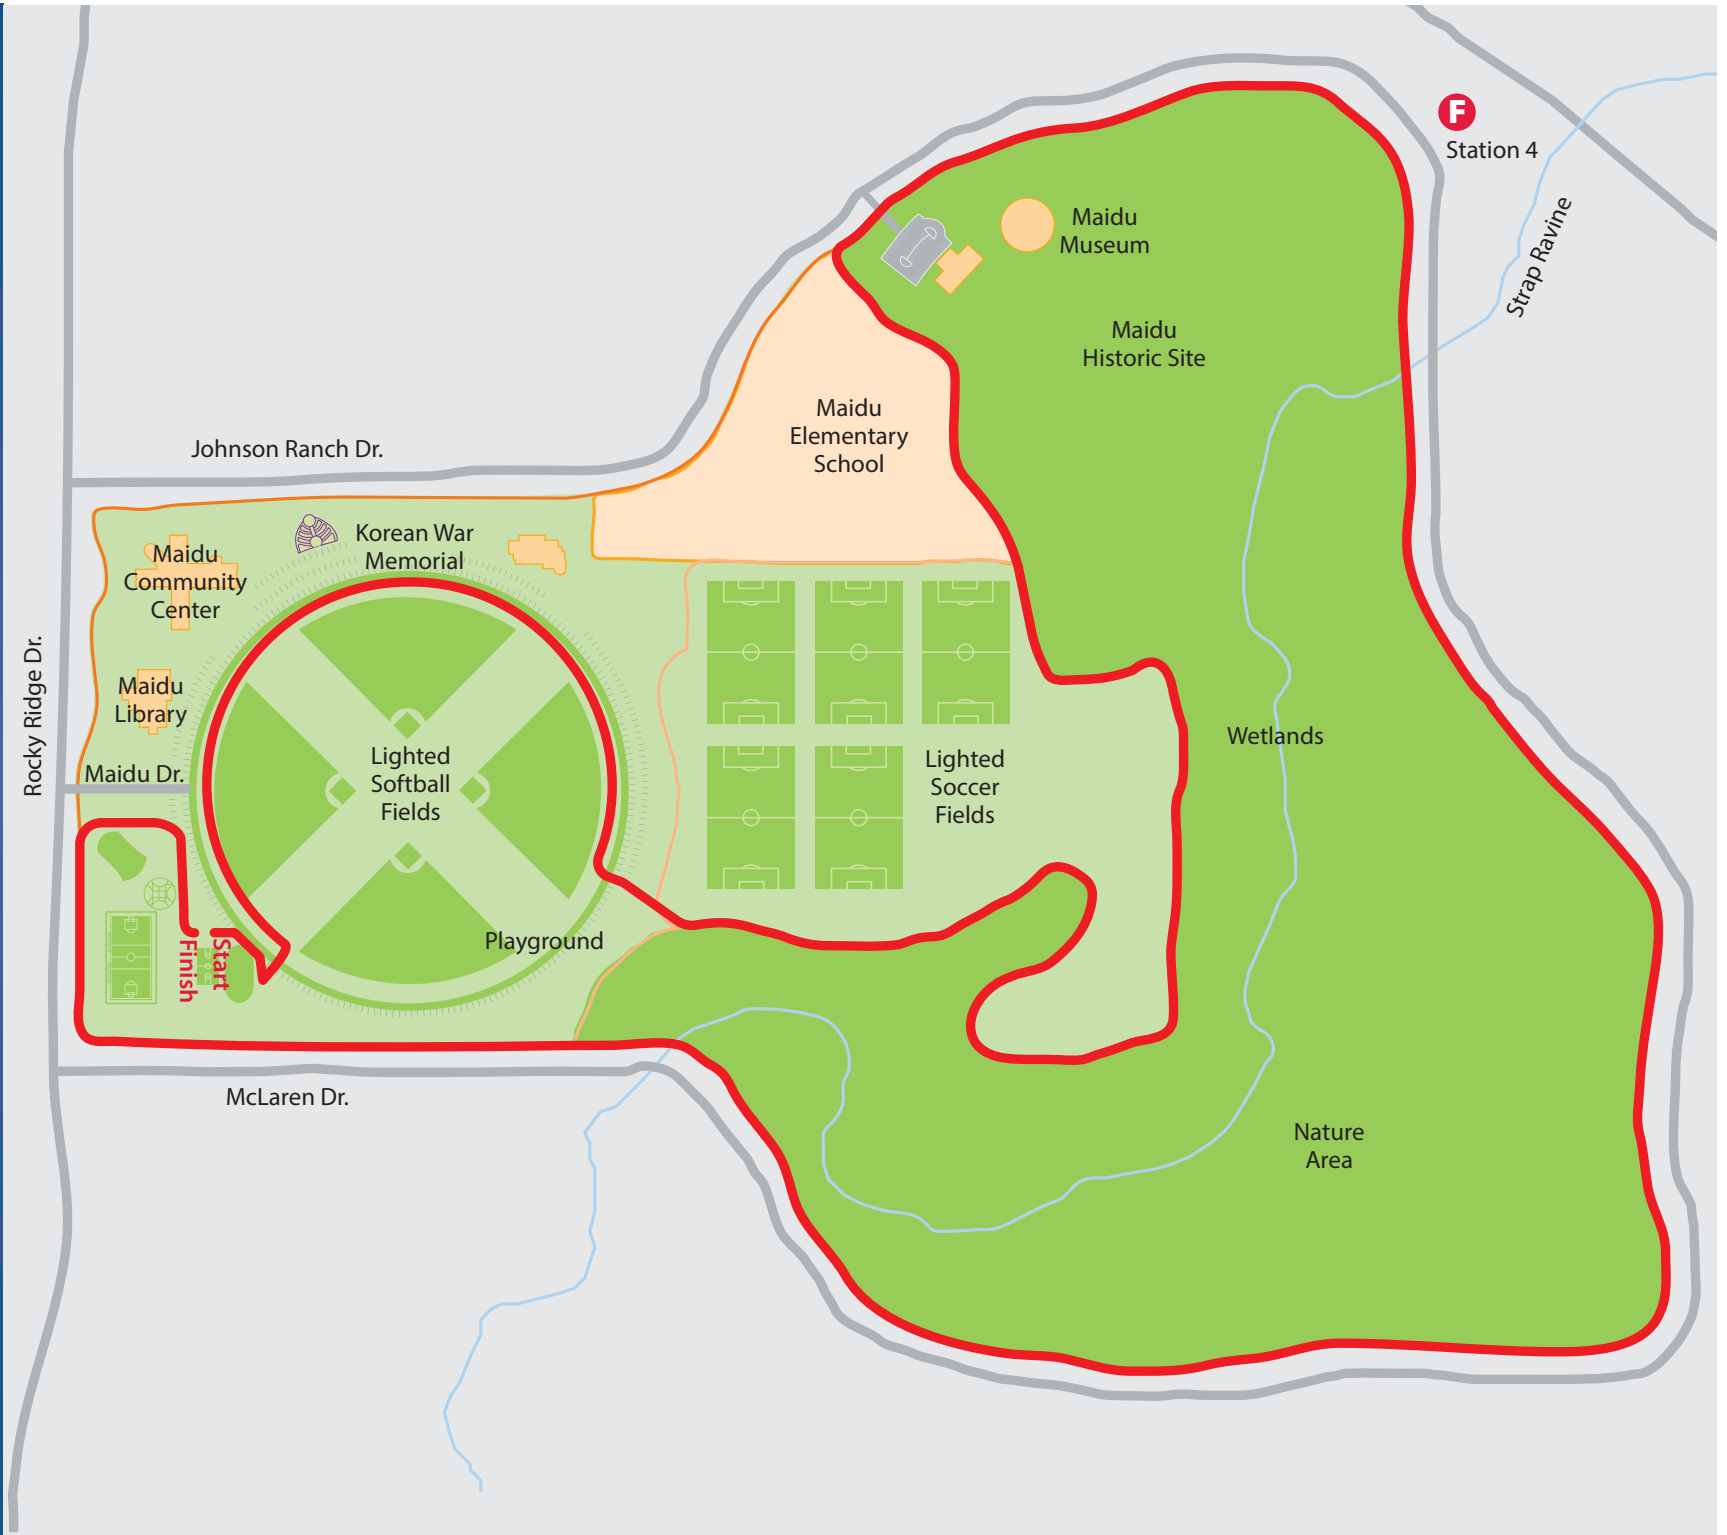 F
Station 4
Strap Ravine
Maidu
Museum
Maidu
Historic Site
Maidu
Elementary
School
Johnson Ranch Dr.
Korean War
Memorial
Maidu
Community
Center
Rocky Ridge Dr.
Maidu
Library
Maidu Dr.
Lighted
Softball
Fields
Lighted
Soccer
Fields
Wetlands
Playground
Start
Finish
McLaren Dr.
Nature
Area